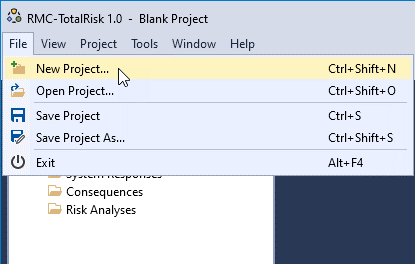 RMC-TotalRisk 1.0 - Blank Project
File View Project Tools Window Help
New Project... Ctrl+Shift+N
Open Project... Ctrl+Shift+O
Save Project Ctrl+S
Save Project As... Ctrl+Shift+S
Exit Alt+F4
System Responses
Consequences
Risk Analyses